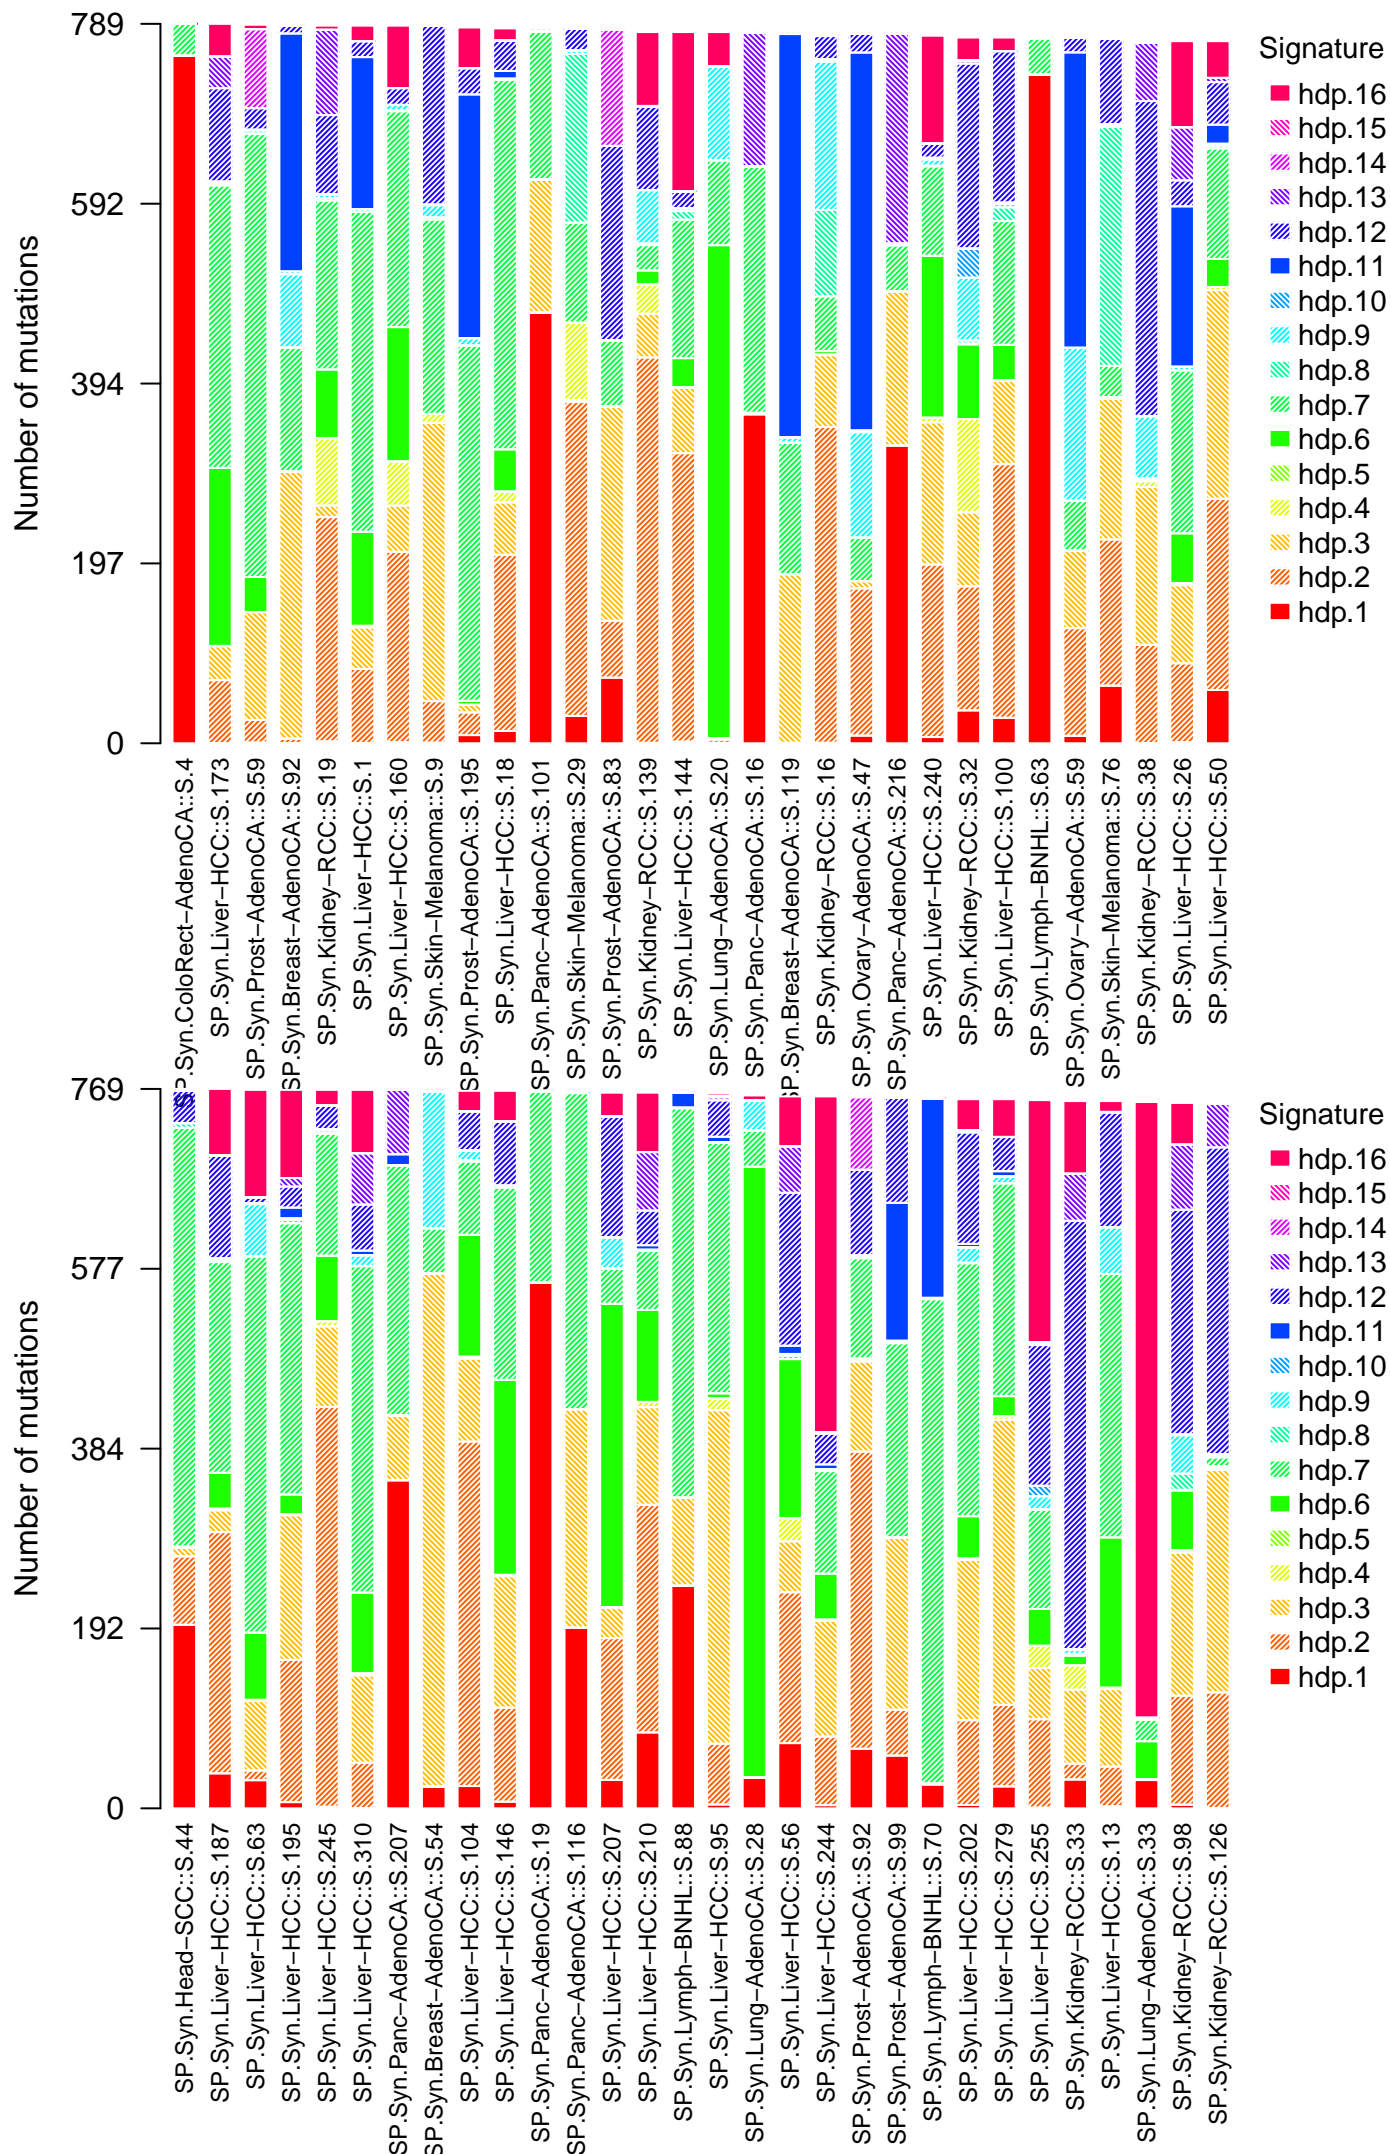 Number of mutations
789
592
394
197
0
Signature
hdp.16
hdp.15
hdp.14
hdp.13
hdp.12
hdp.11
hdp.10
hdp.9
hdp.8
hdp.7
hdp.6
hdp.5
hdp.4
hdp.3
hdp.2
hdp.1
SP.Syn.ColoRect−AdenoCA::S.4
SP.Syn.Liver−HCC::S.173
SP.Syn.Prost−AdenoCA::S.59
SP.Syn.Breast−AdenoCA::S.92
SP.Syn.Kidney−RCC::S.19
SP.Syn.Liver−HCC::S.1
SP.Syn.Liver−HCC::S.160
SP.Syn.Skin−Melanoma::S.9
SP.Syn.Prost−AdenoCA::S.195
SP.Syn.Liver−HCC::S.18
SP.Syn.Panc−AdenoCA::S.101
SP.Syn.Skin−Melanoma::S.29
SP.Syn.Prost−AdenoCA::S.83
SP.Syn.Kidney−RCC::S.139
SP.Syn.Liver−HCC::S.144
SP.Syn.Lung−AdenoCA::S.20
SP.Syn.Panc−AdenoCA::S.16
SP.Syn.Breast−AdenoCA::S.119
SP.Syn.Kidney−RCC::S.16
SP.Syn.Ovary−AdenoCA::S.47
SP.Syn.Panc−AdenoCA::S.216
SP.Syn.Liver−HCC::S.240
SP.Syn.Kidney−RCC::S.32
SP.Syn.Liver−HCC::S.100
SP.Syn.Lymph−BNHL::S.63
SP.Syn.Ovary−AdenoCA::S.59
SP.Syn.Skin−Melanoma::S.76
SP.Syn.Kidney−RCC::S.38
SP.Syn.Liver−HCC::S.26
SP.Syn.Liver−HCC::S.50
Number of mutations
769
577
384
192
0
Signature
hdp.16
hdp.15
hdp.14
hdp.13
hdp.12
hdp.11
hdp.10
hdp.9
hdp.8
hdp.7
hdp.6
hdp.5
hdp.4
hdp.3
hdp.2
hdp.1
SP.Syn.Head−SCC::S.44
SP.Syn.Liver−HCC::S.187
SP.Syn.Liver−HCC::S.63
SP.Syn.Liver−HCC::S.195
SP.Syn.Liver−HCC::S.245
SP.Syn.Liver−HCC::S.310
SP.Syn.Panc−AdenoCA::S.207
SP.Syn.Breast−AdenoCA::S.54
SP.Syn.Liver−HCC::S.104
SP.Syn.Liver−HCC::S.146
SP.Syn.Panc−AdenoCA::S.19
SP.Syn.Panc−AdenoCA::S.116
SP.Syn.Liver−HCC::S.207
SP.Syn.Liver−HCC::S.210
SP.Syn.Lymph−BNHL::S.88
SP.Syn.Liver−HCC::S.95
SP.Syn.Lung−AdenoCA::S.28
SP.Syn.Liver−HCC::S.56
SP.Syn.Liver−HCC::S.244
SP.Syn.Prost−AdenoCA::S.92
SP.Syn.Prost−AdenoCA::S.99
SP.Syn.Lymph−BNHL::S.70
SP.Syn.Liver−HCC::S.202
SP.Syn.Liver−HCC::S.279
SP.Syn.Liver−HCC::S.255
SP.Syn.Kidney−RCC::S.33
SP.Syn.Liver−HCC::S.13
SP.Syn.Lung−AdenoCA::S.33
SP.Syn.Kidney−RCC::S.98
SP.Syn.Kidney−RCC::S.126